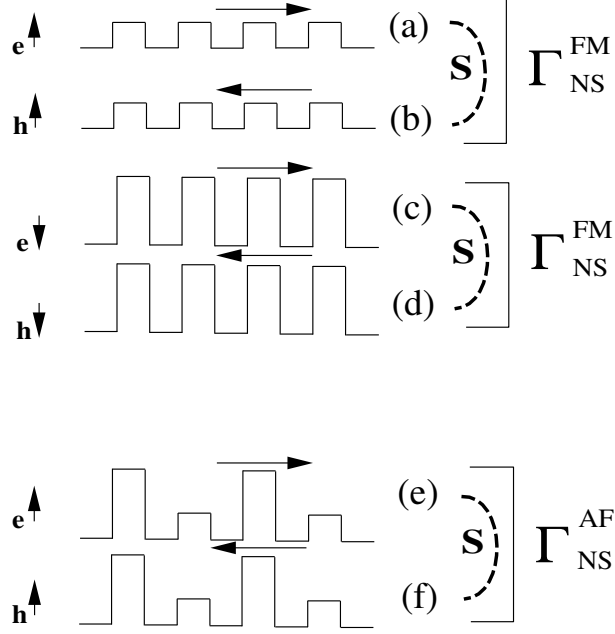 e (a)
S Γ FM NS
h (b)
e (c)
S Γ FM NS
h (d)
e (e)
S Γ AF NS
h (f)